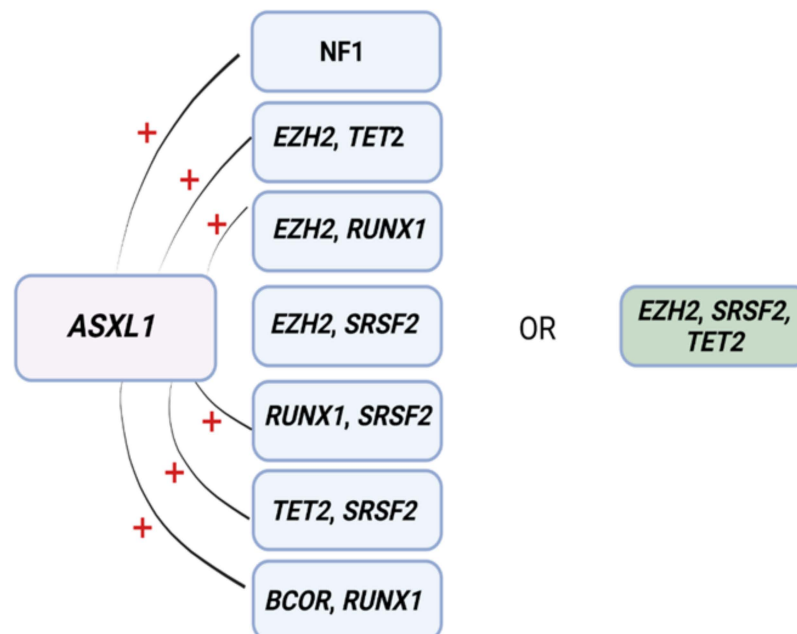 NF1
+
EZH2, TET2
+
EZH2, RUNX1
+
ASXL1
EZH2, SRSF2
OR
EZH2, SRSF2,
TET2
RUNX1, SRSF2
+
TET2, SRSF2
+
BCOR, RUNX1
+